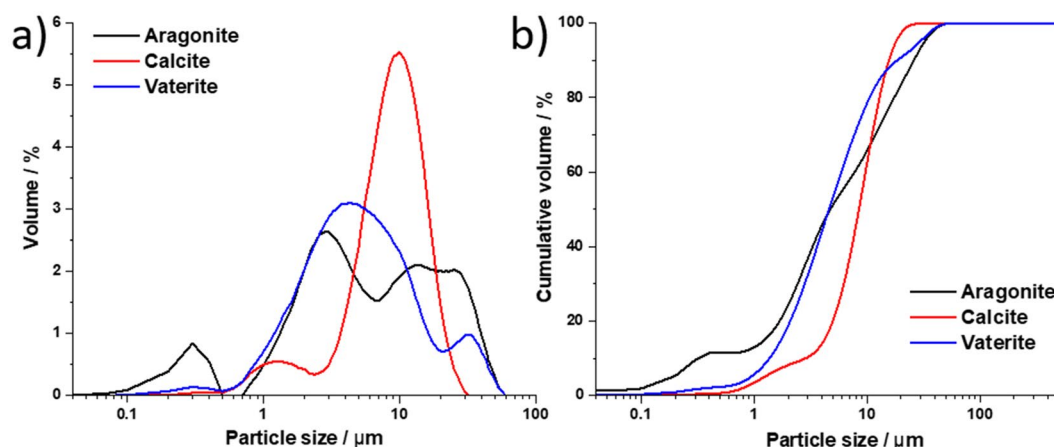 a)
Aragonite
Calcite
Vaterite
Volume / %
6
5
4
3
2
1
0
0.1 1 10 100
Particle size / µm
b)
Cumulative volume / %
100
80
60
40
20
0
Aragonite
Calcite
Vaterite
0.1 1 10 100
Particle size / µm